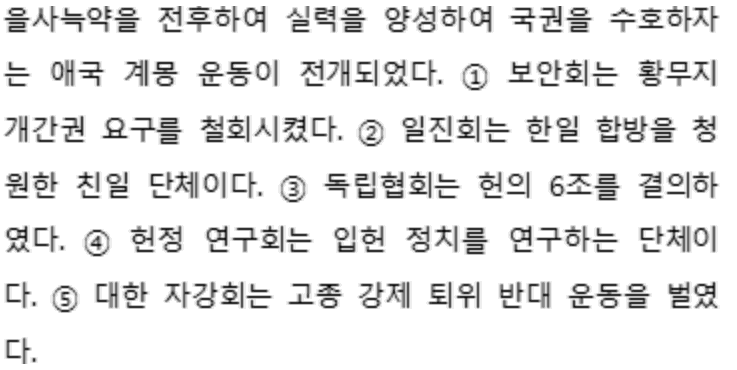 을사늑약을 전후하여 실력을 양성하여 국권을 수호하자
는 애국 계몽 운동이 전개되었다. ① 보안회는 황무지
개간권 요구를 철회시켰다. ② 일진회는 한일 합방을 청
원한 친일 단체이다. ③ 독립협회는 헌의 6조를 결의하
였다. ④ 헌정 연구회는 입헌 정치를 연구하는 단체이
다. ⑤ 대한 자강회는 고종 강제 퇴위 반대 운동을 벌였
다.